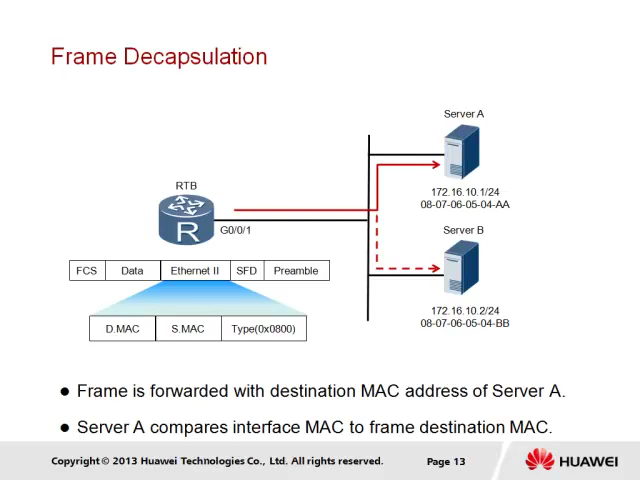 Frame Decapsulation
Server A
172.16.10.1/24
08-07-06-05-04-AA
RTB
R
G0/0/1
Server B
172.16.10.2/24
08-07-06-05-04-BB
FCS Data Ethernet II SFD Preamble
D.MAC S.MAC Type(0x0800)
● Frame is forwarded with destination MAC address of Server A.
● Server A compares interface MAC to frame destination MAC.
Copyright © 2013 Huawei Technologies Co., Ltd. All rights reserved. Page 13 HUAWEI